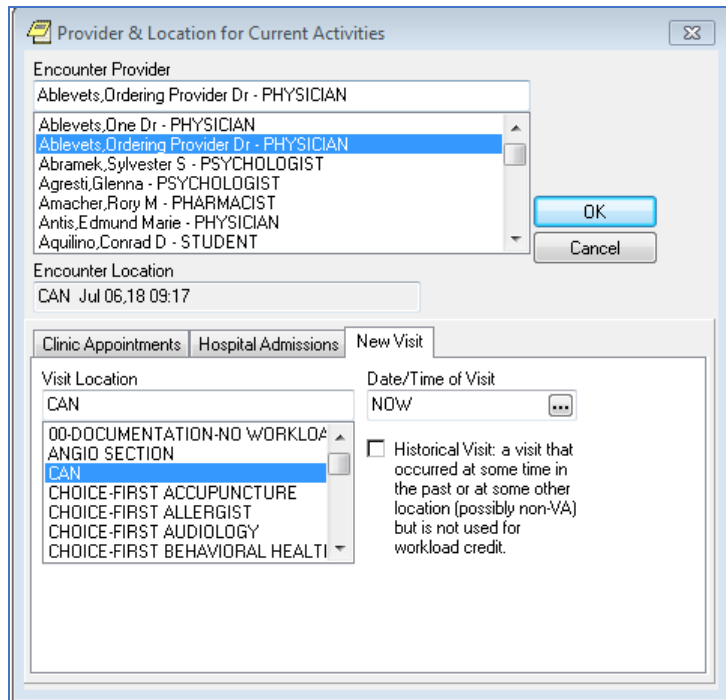 Provider & Location for Current Activities
Encounter Provider
Ablevets,Ordering Provider Dr - PHYSICIAN
Ablevets,One Dr - PHYSICIAN
Ablevets,Ordering Provider Dr - PHYSICIAN
Abramek,Sylvester S - PSYCHOLOGIST
Agresti,Glenna - PSYCHOLOGIST
Amacher,Rory M - PHARMACIST
Antis,Edmund Marie - PHYSICIAN
Aquilino,Conrad D - STUDENT
OK
Cancel
Encounter Location
CAN Jul 06,18 09:17
Clinic Appointments
Hospital Admissions
New Visit
Visit Location
CAN
00-DOCUMENTATION-NO WORKLOA
ANGIO SECTION
CAN
CHOICE-FIRST ACCUPUNCTURE
CHOICE-FIRST ALLERGIST
CHOICE-FIRST AUDIOLOGY
CHOICE-FIRST BEHAVIORAL HEALTI
Date/Time of Visit
NOW
...
Historical Visit: a visit that
occurred at some time in
the past or at some other
location (possibly non-VA)
but is not used for
workload credit.